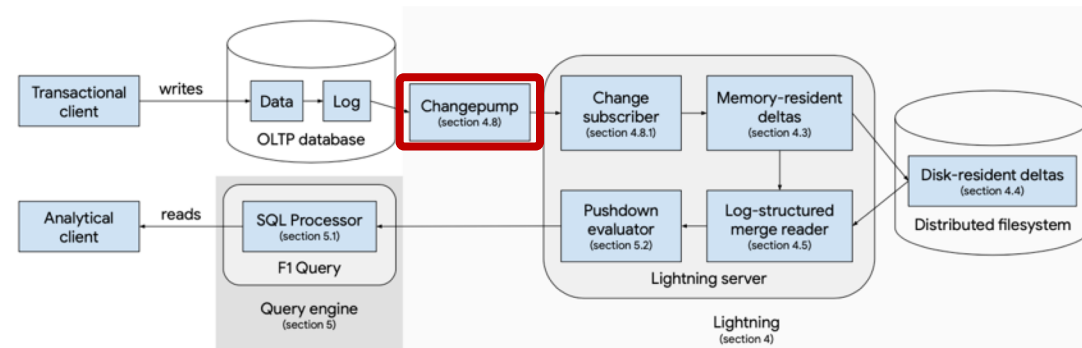 Transactional
client
writes
Data
Log
OLTP database
Changepump
(section 4.8)
Change
subscriber
(section 4.8.1)
Memory-resident
deltas
(section 4.3)
Disk-resident deltas
(section 4.4)
Distributed filesystem
Analytical
client
reads
SQL Processor
(section 5.1)
F1 Query
Query engine
(section 5)
Pushdown
evaluator
(section 5.2)
Log-structured
merge reader
(section 4.5)
Lightning server
Lightning
(section 4)